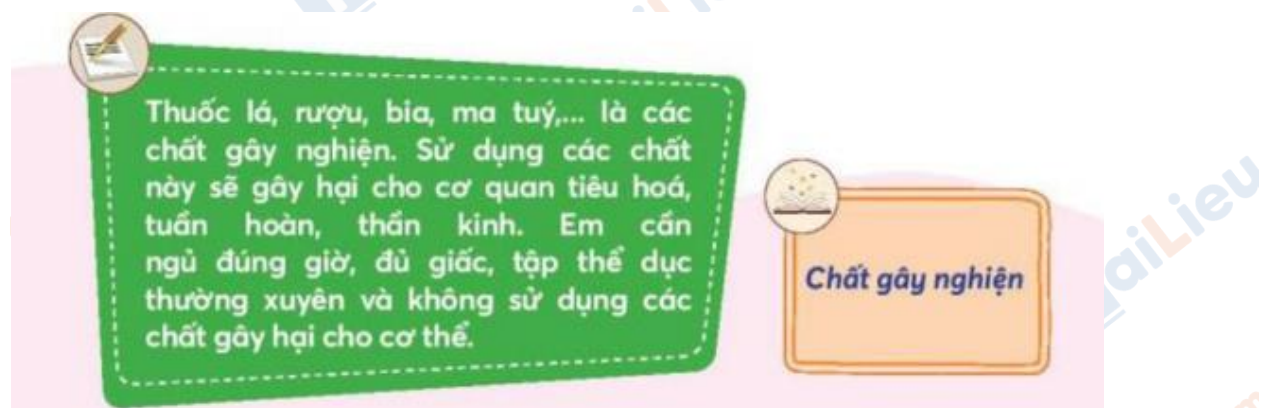 Thuốc lá, rượu, bia, ma tuý,... là các
chất gây nghiện. Sử dụng các chất
này sẽ gây hại cho cơ quan tiêu hoá,
tuần hoàn, thần kinh. Em cần
ngủ đúng giờ, đủ giấc, tập thể dục
thường xuyên và không sử dụng các
chất gây hại cho cơ thể.
Chất gây nghiện